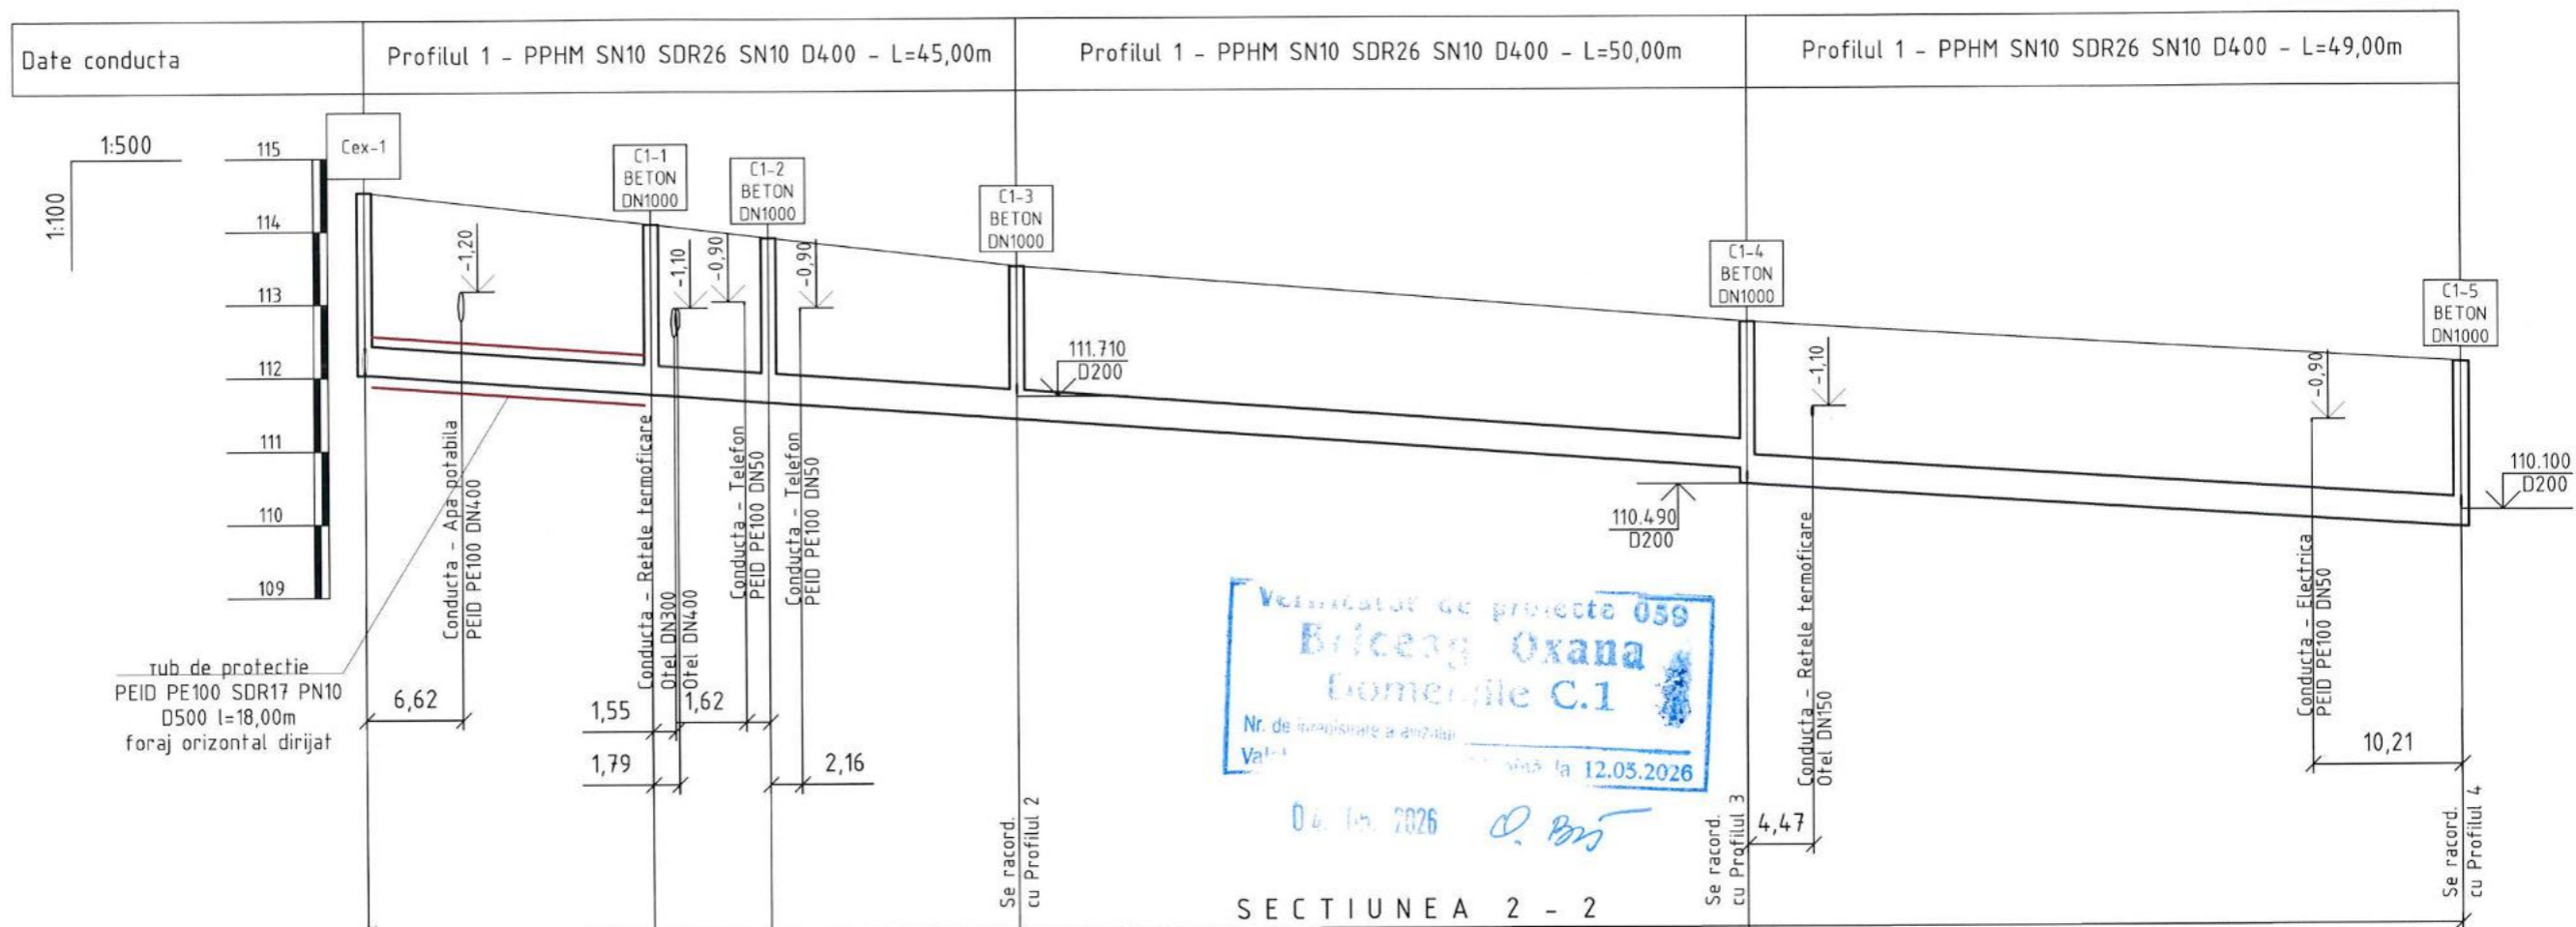 Date conducta
Profilul 1 - PPHM SN10 SDR26 SN10 D400 - L=45,00m
Profilul 1 - PPHM SN10 SDR26 SN10 D400 - L=50,00m
Profilul 1 - PPHM SN10 SDR26 SN10 D400 - L=49,00m
1:500
1:100
115
114
113
112
111
110
109
Cex-1
C1-1
BETON
DN1000
C1-2
BETON
DN1000
C1-3
BETON
DN1000
C1-4
BETON
DN1000
C1-5
BETON
DN1000
-1,20
-1,10
-0,90
-0,90
-1,10
-0,90
111.710
D200
110.490
D200
110.100
D200
Conducta - Apa potabila
PEID PE100 DN400
Conducta - Retele termoficare
Otel DN300
Otel DN400
Conducta - Telefon
PEID PE100 DN50
Conducta - Telefon
PEID PE100 DN50
Conducta - Retele termoficare
Otel DN150
Conducta - Electrica
PEID PE100 DN50
Tub de protectie
PEID PE100 SDR17 PN10
D500 l=18,00m
foraj orizontal dirijat
6,62
1,55
1,62
1,79
2,16
4,47
10,21
Se racord.
cu Profilul 2
Se racord.
cu Profilul 3
Se racord.
cu Profilul 4
Verificator de proiecte 059
Briceag Oxana
Domeniile C.1
Nr. de
la 12.05.2026
2026
SECTIUNEA 2 - 2